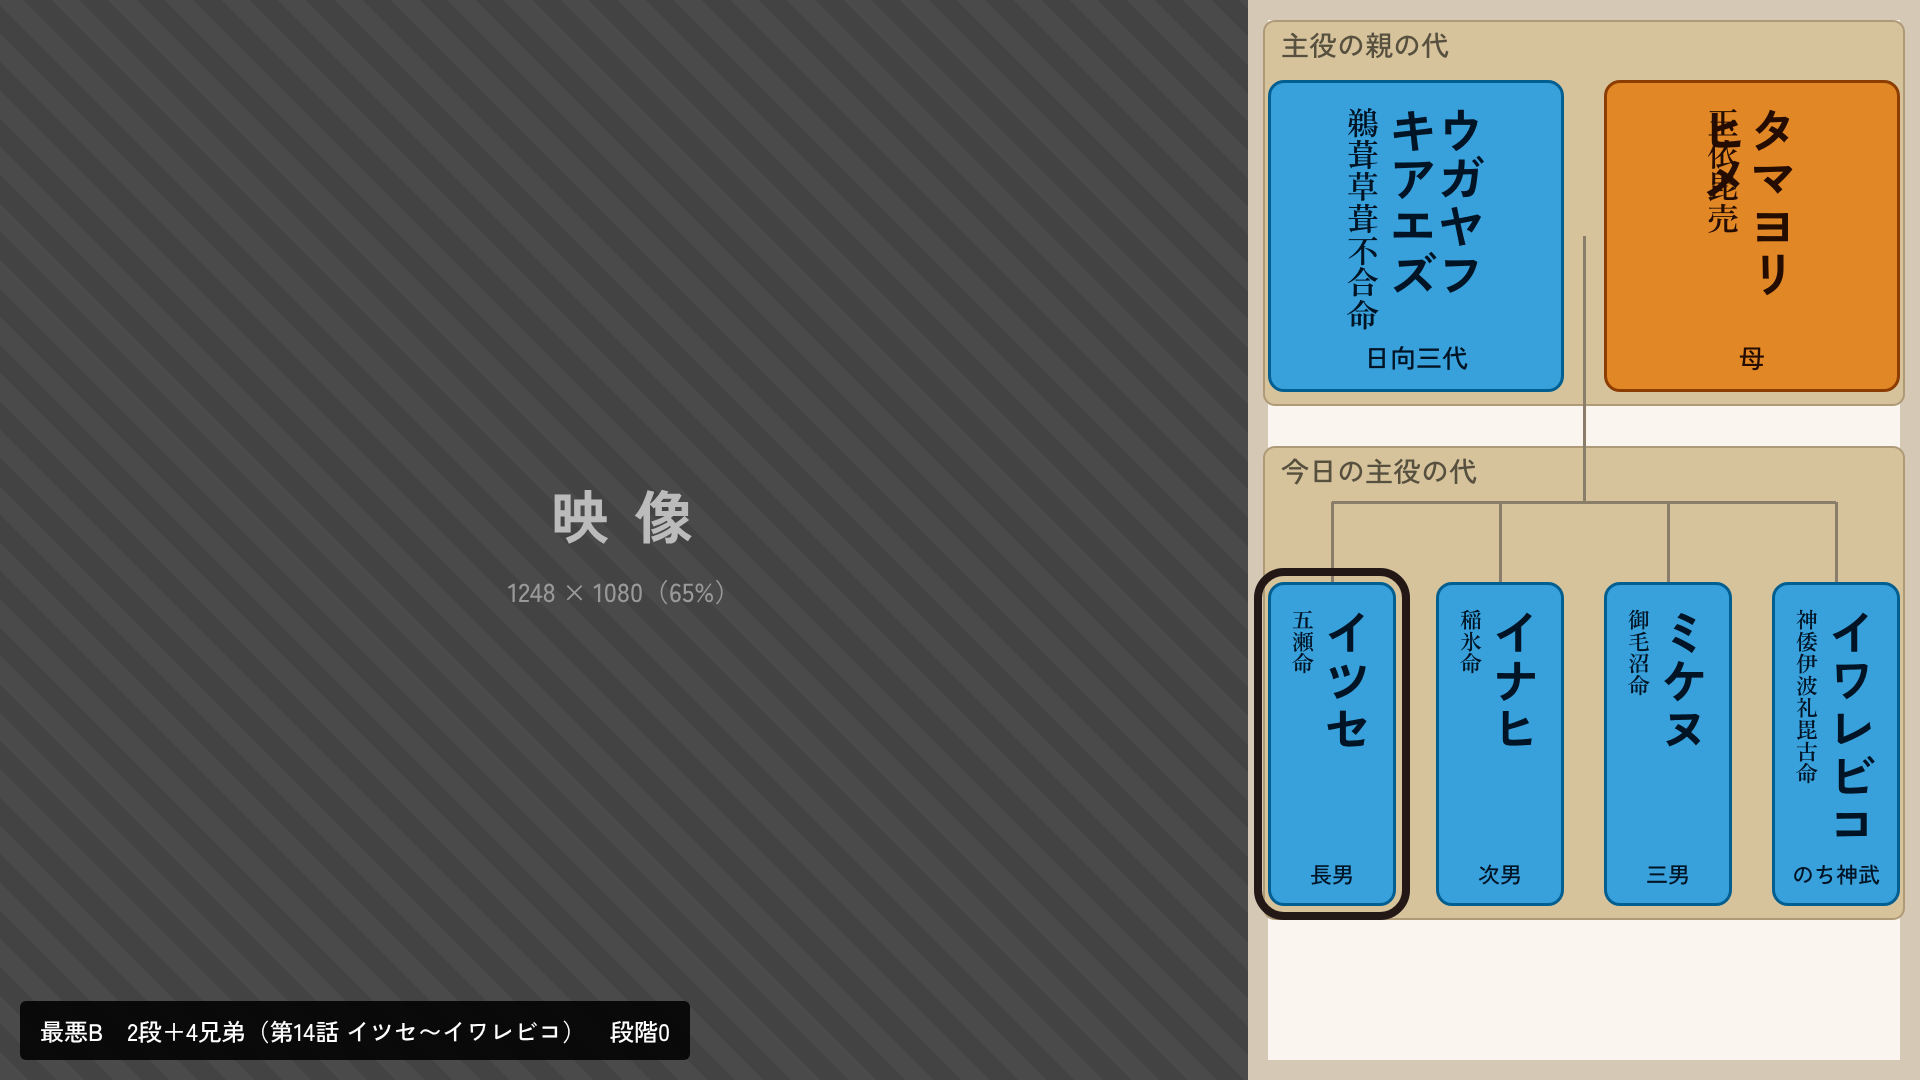 映像
1248 × 1080（65%）
最悪B　2段＋4兄弟（第14話 イツセ～イワレビコ）　段階0
主役の親の代
ウガヤフ
キアエズ
鵜葺草葺不合命
日向三代
タマヨリ
ヒメ
母
今日の主役の代
イツセ
五瀬命
長男
イナヒ
稲氷命
次男
ミケヌ
御毛沼命
三男
イワレビコ
神倭伊波礼毘古命
のち神武